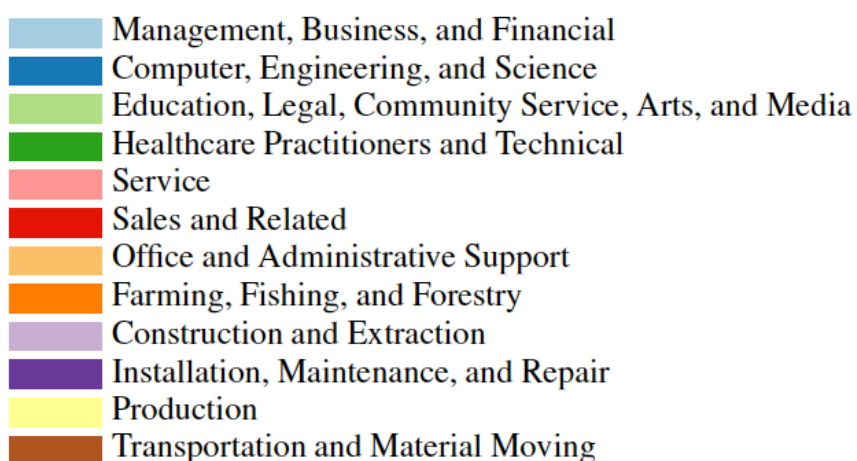 Management, Business, and Financial
Computer, Engineering, and Science
Education, Legal, Community Service, Arts, and Media
Healthcare Practitioners and Technical
Service
Sales and Related
Office and Administrative Support
Farming, Fishing, and Forestry
Construction and Extraction
Installation, Maintenance, and Repair
Production
Transportation and Material Moving